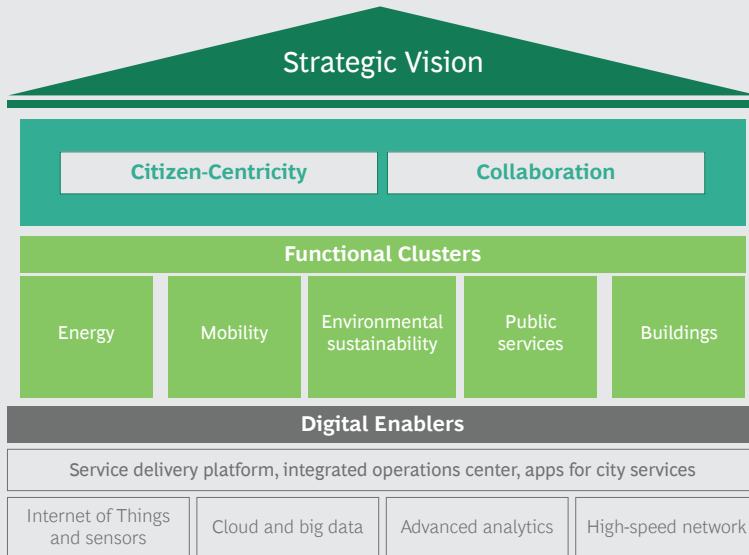 Strategic Vision
Citizen-Centricity
Collaboration
Functional Clusters
Energy
Mobility
Environmental
sustainability
Public
services
Buildings
Digital Enablers
Service delivery platform, integrated operations center, apps for city services
Internet of Things
and sensors
Cloud and big data
Advanced analytics
High-speed network